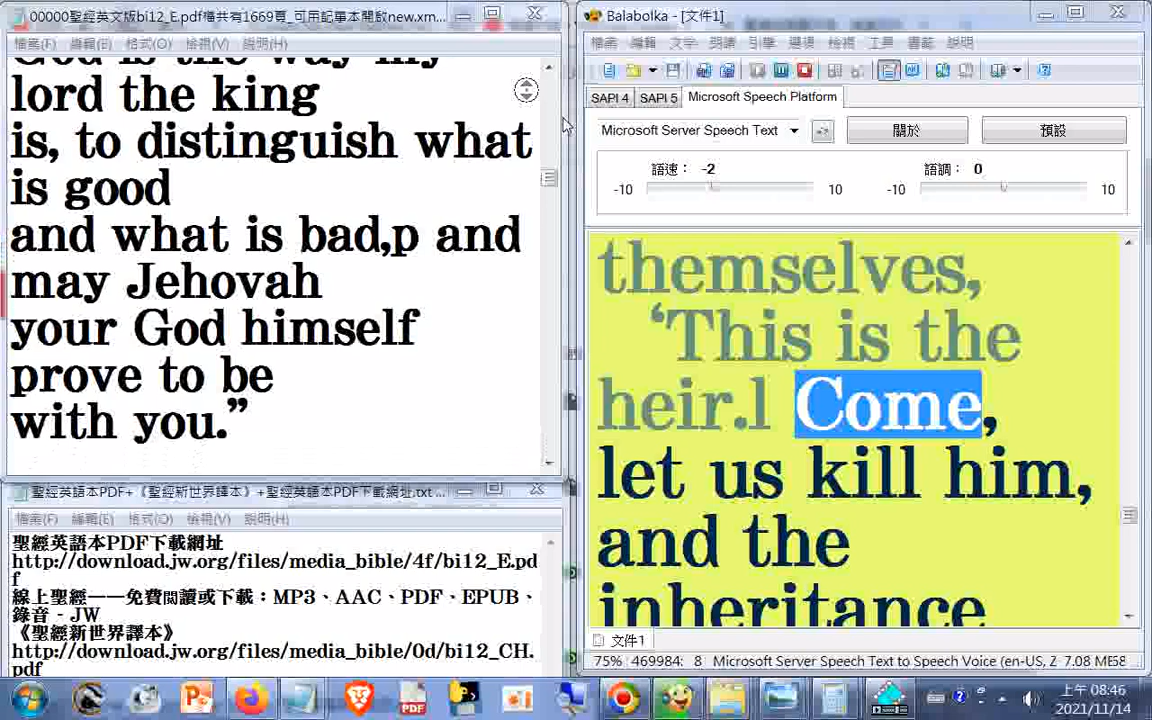 00000聖經英文版bi12_E.pdf檔共有1669頁_可用記事本開啟new.xm...
檔案(F) 編輯(E) 格式(O) 檢視(V) 說明(H)
God is the way my
lord the king
is, to distinguish what
is good
and what is bad,p and
may Jehovah
your God himself
prove to be
with you.”
聖經英語本PDF+《聖經新世界譯本》+聖經英語本PDF下載網址.txt ...
檔案(F) 編輯(E) 格式(O) 檢視(V) 說明(H)
聖經英語本PDF下載網址
http://download.jw.org/files/media_bible/4f/bi12_E.pd
f
線上聖經——免費閱讀或下載：MP3、AAC、PDF、EPUB、
錄音 - JW
《聖經新世界譯本》
http://download.jw.org/files/media_bible/0d/bi12_CH.
pdf
Balabolka - [文件1]
檔案 編輯 文字 朗讀 引擎 選項 檢視 工具 書籤 說明
SAPI 4 SAPI 5 Microsoft Speech Platform
Microsoft Server Speech Text 關於 預設
語速： -2 語調： 0
-10 10 -10 10
themselves,
‘This is the
heir.l Come,
let us kill him,
and the
inheritance
文件1
75% 469984: 8 Microsoft Server Speech Text to Speech Voice (en-US, Z 7.08 ME58
PDF
上午 08:46
2021/11/14